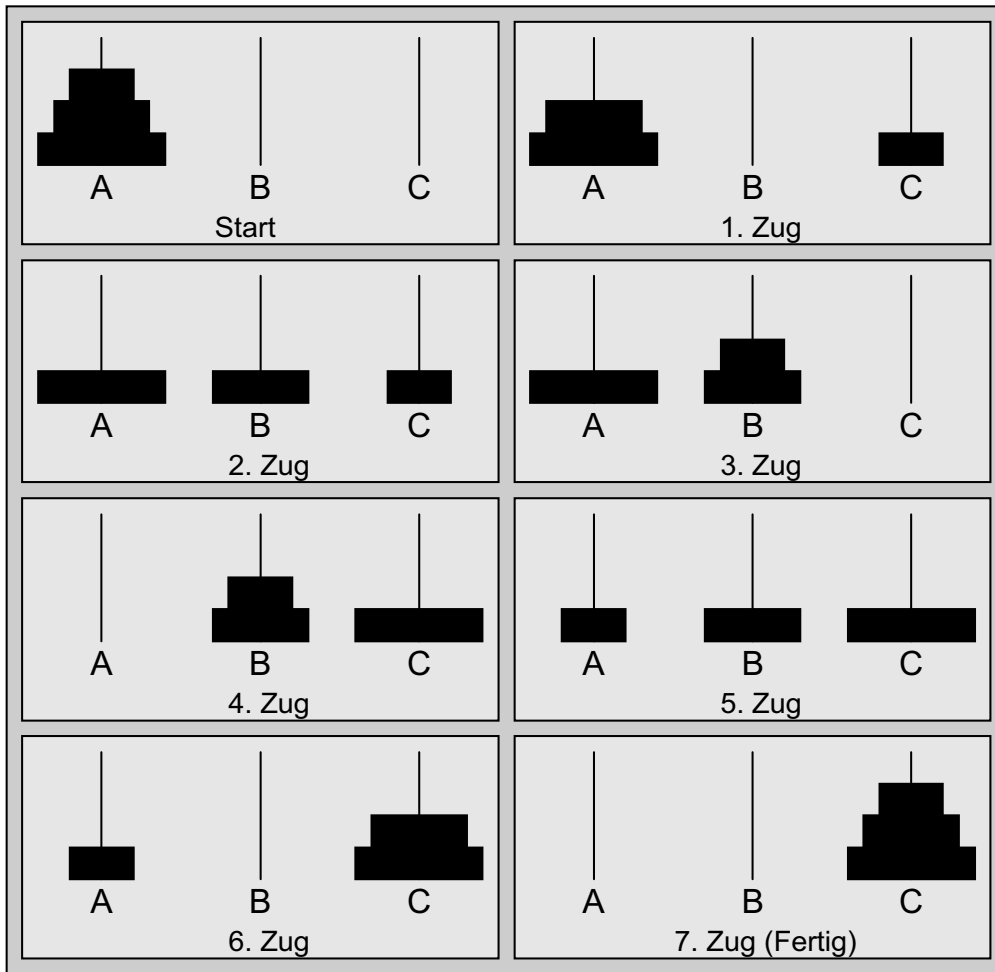 A B C
Start
A B C
1. Zug
A B C
2. Zug
A B C
3. Zug
A B C
4. Zug
A B C
5. Zug
A B C
6. Zug
A B C
7. Zug (Fertig)